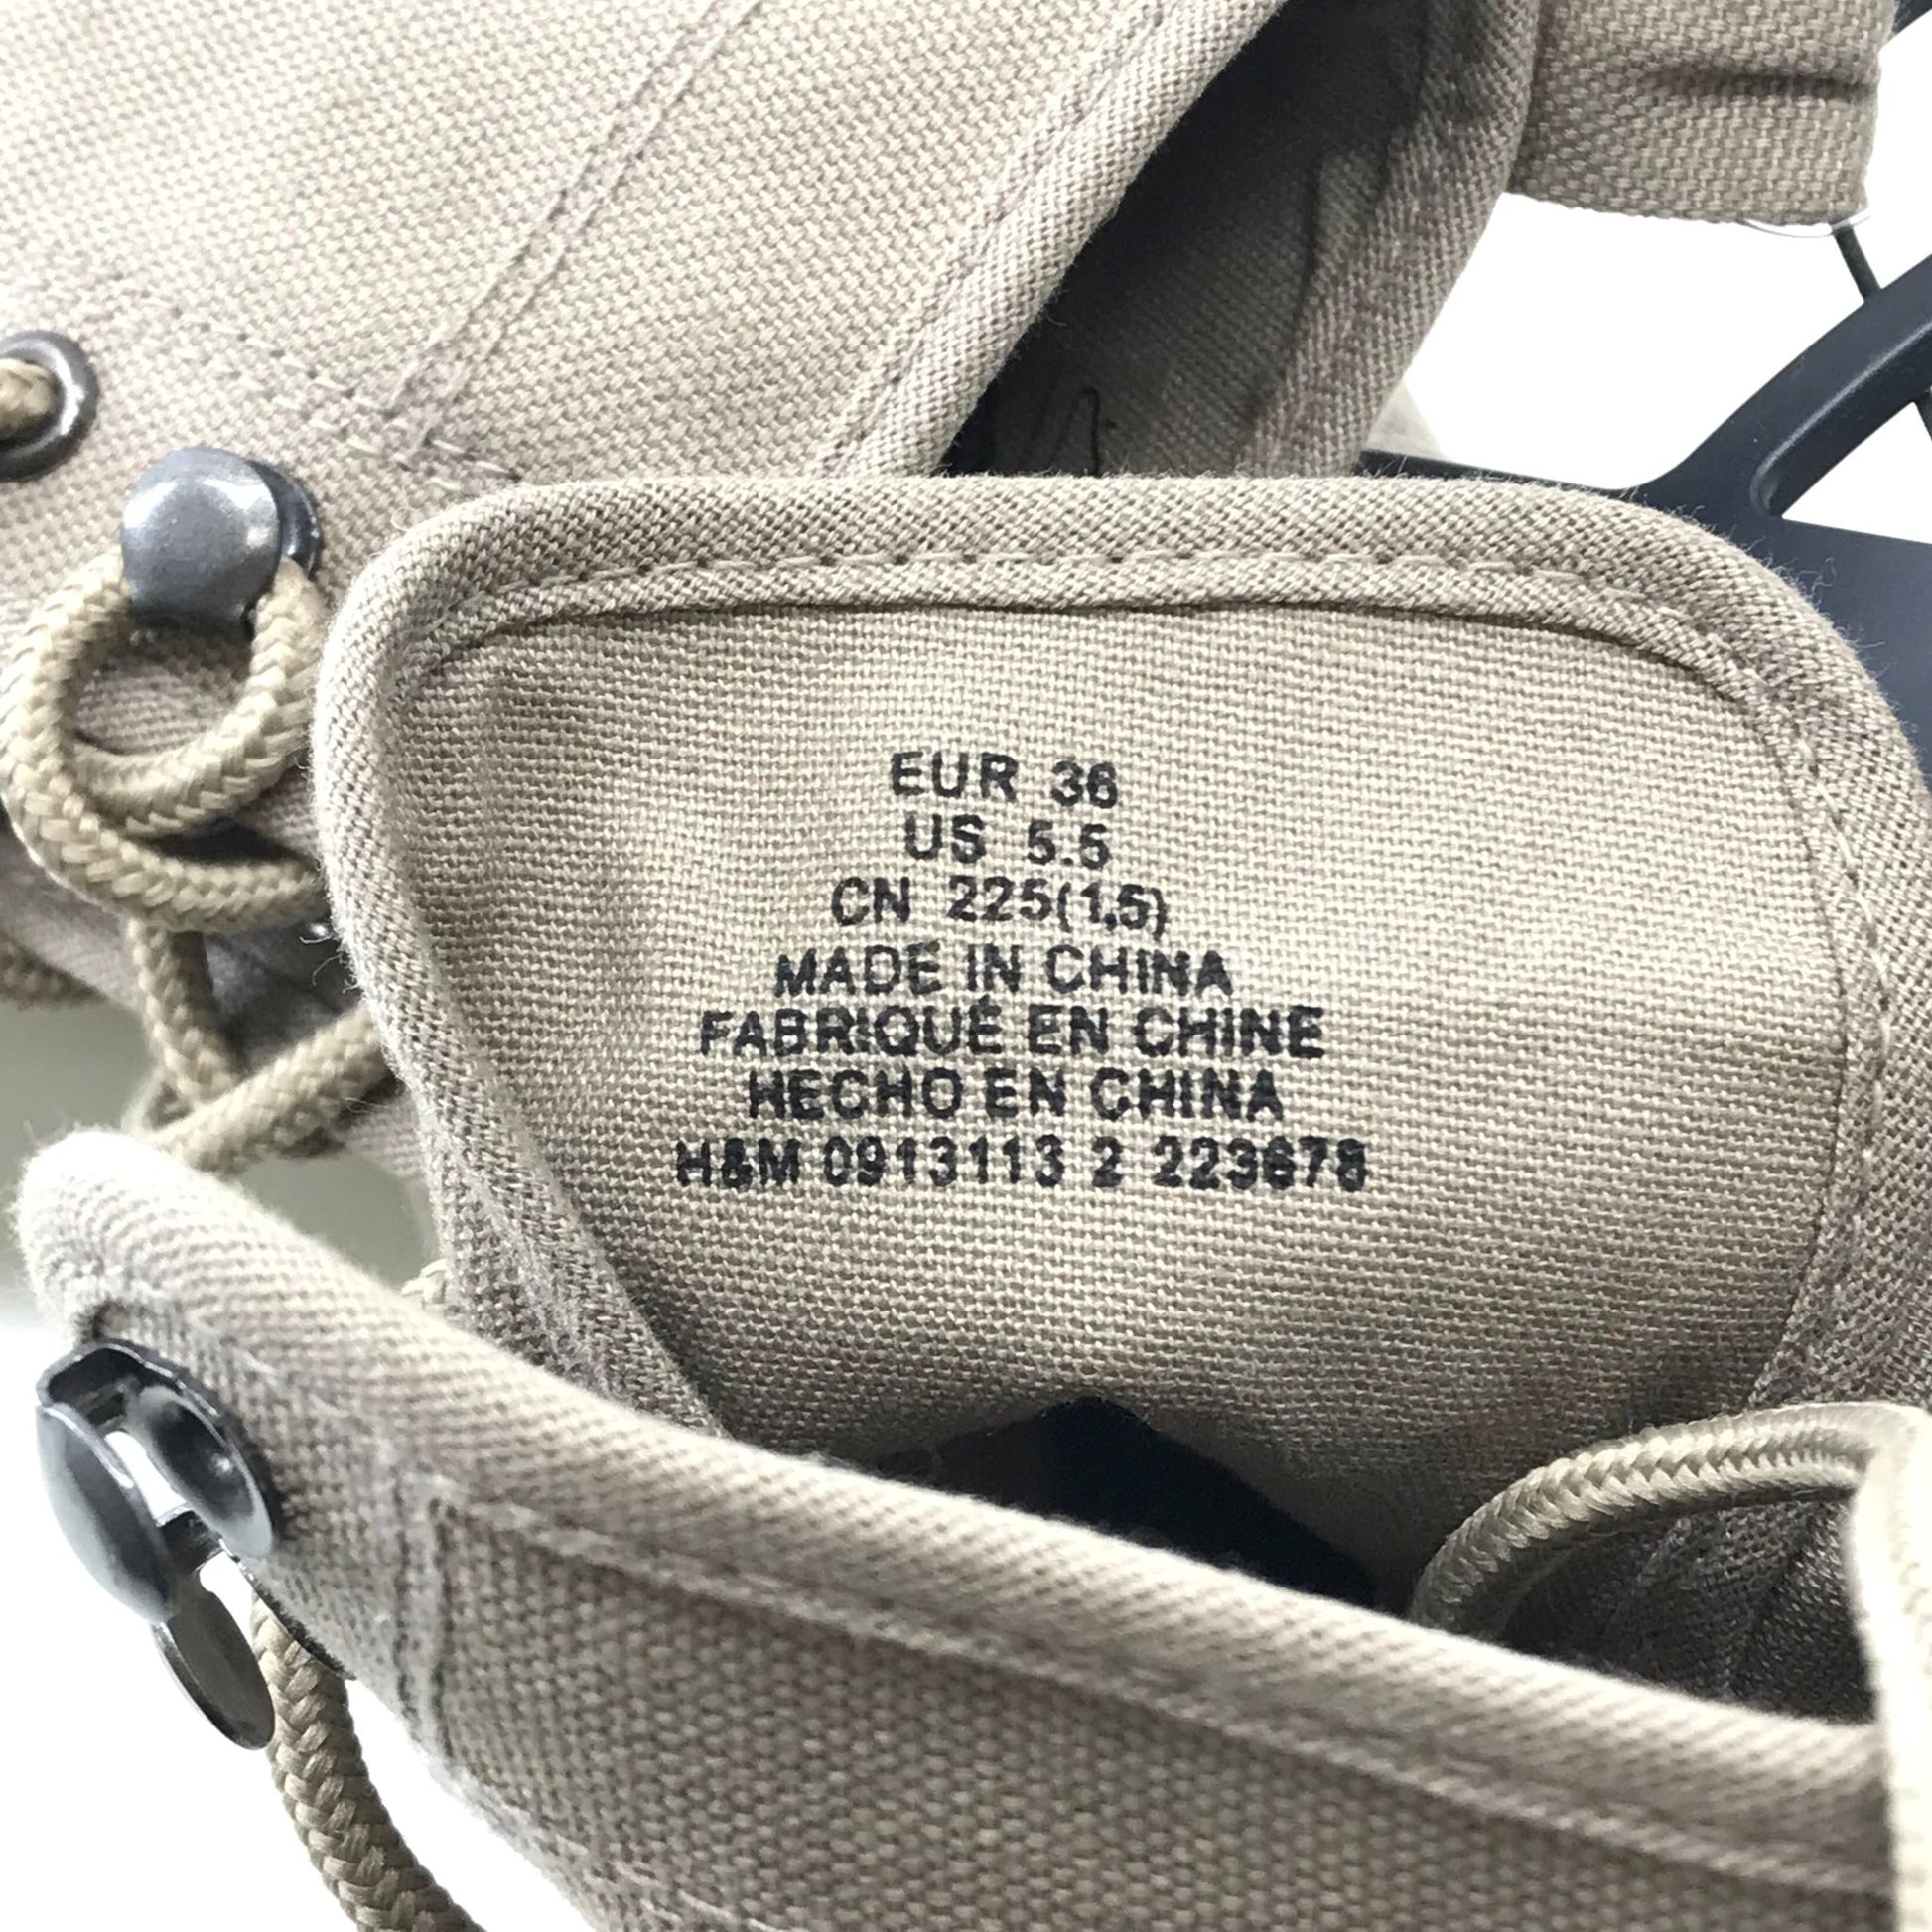 EUR 36
US 5.5
CN 225(1,5)
MADE IN CHINA
FABRIQUÉ EN CHINE
HECHO EN CHINA
H&M 0913113 2 223678